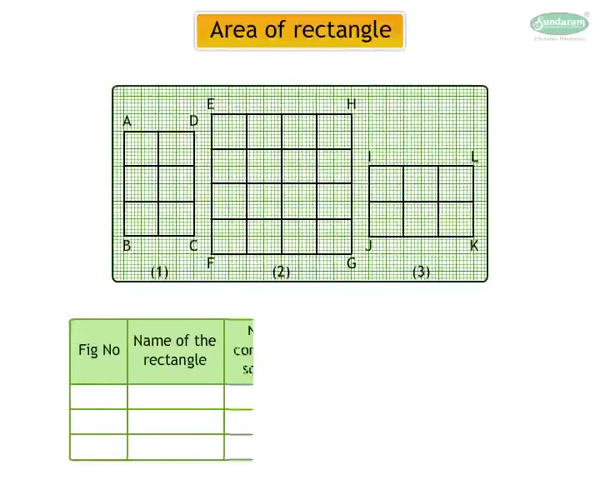 Area of rectangle
Sundaram
E H
A D
I L
B C
J K
F G
(1) (2) (3)
Fig No
Name of the
rectangle